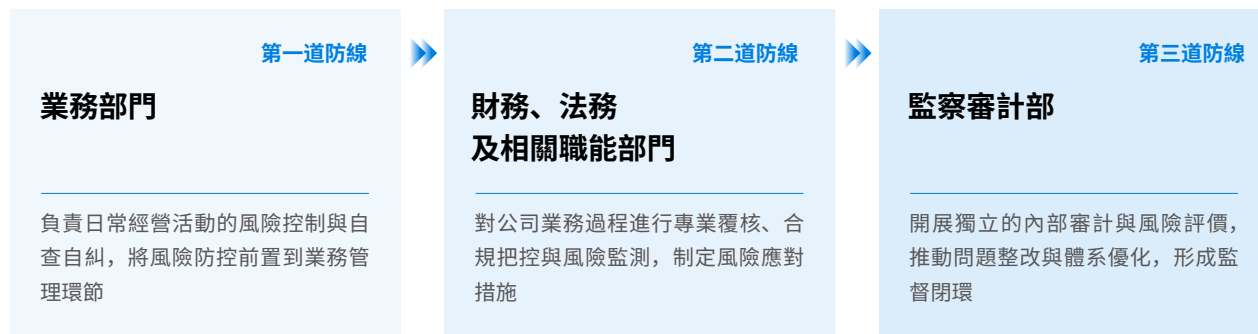 第一道防線
業務部門
負責日常經營活動的風險控制與自
查自糾，將風險防控前置到業務管
理環節
第二道防線
財務、法務
及相關職能部門
對公司業務過程進行專業覆核、合
規把控與風險監測，制定風險應對
措施
第三道防線
監察審計部
開展獨立的內部審計與風險評價，
推動問題整改與體系優化，形成監
督閉環